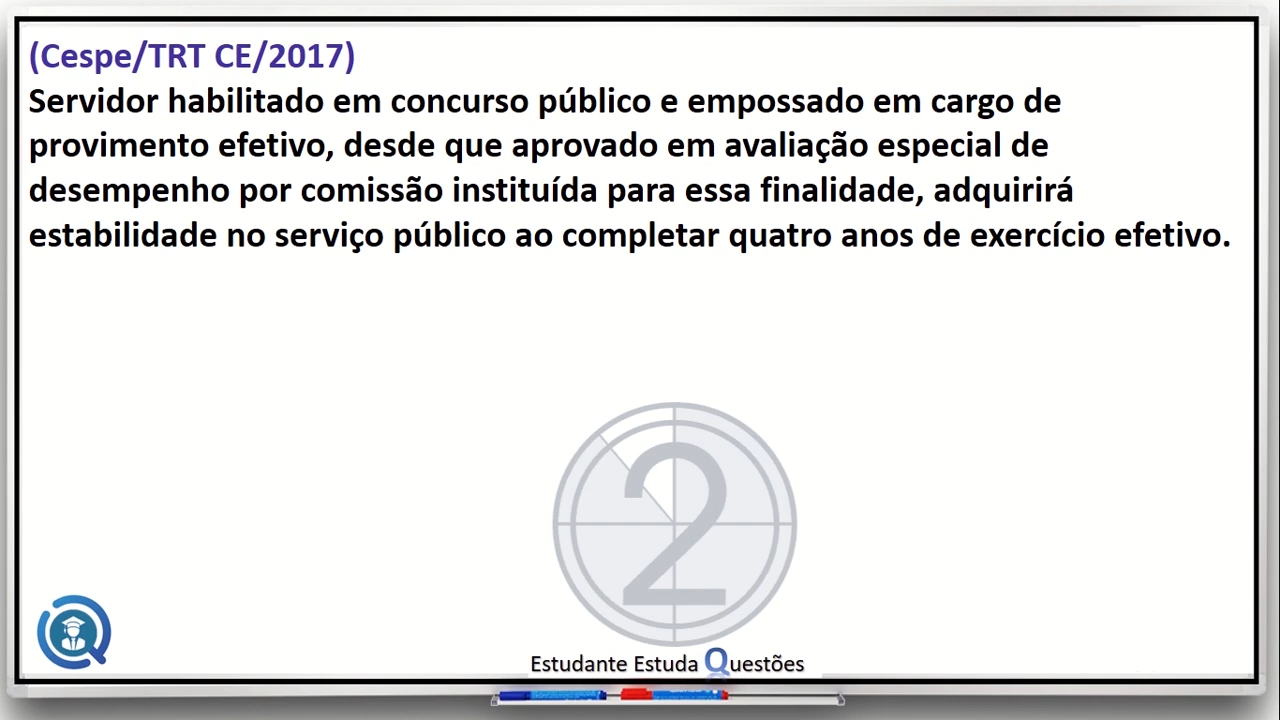 (Cespe/TRT CE/2017)
Servidor habilitado em concurso público e empossado em cargo de
provimento efetivo, desde que aprovado em avaliação especial de
desempenho por comissão instituída para essa finalidade, adquirirá
estabilidade no serviço público ao completar quatro anos de exercício efetivo.
2
Estudante Estuda Questões